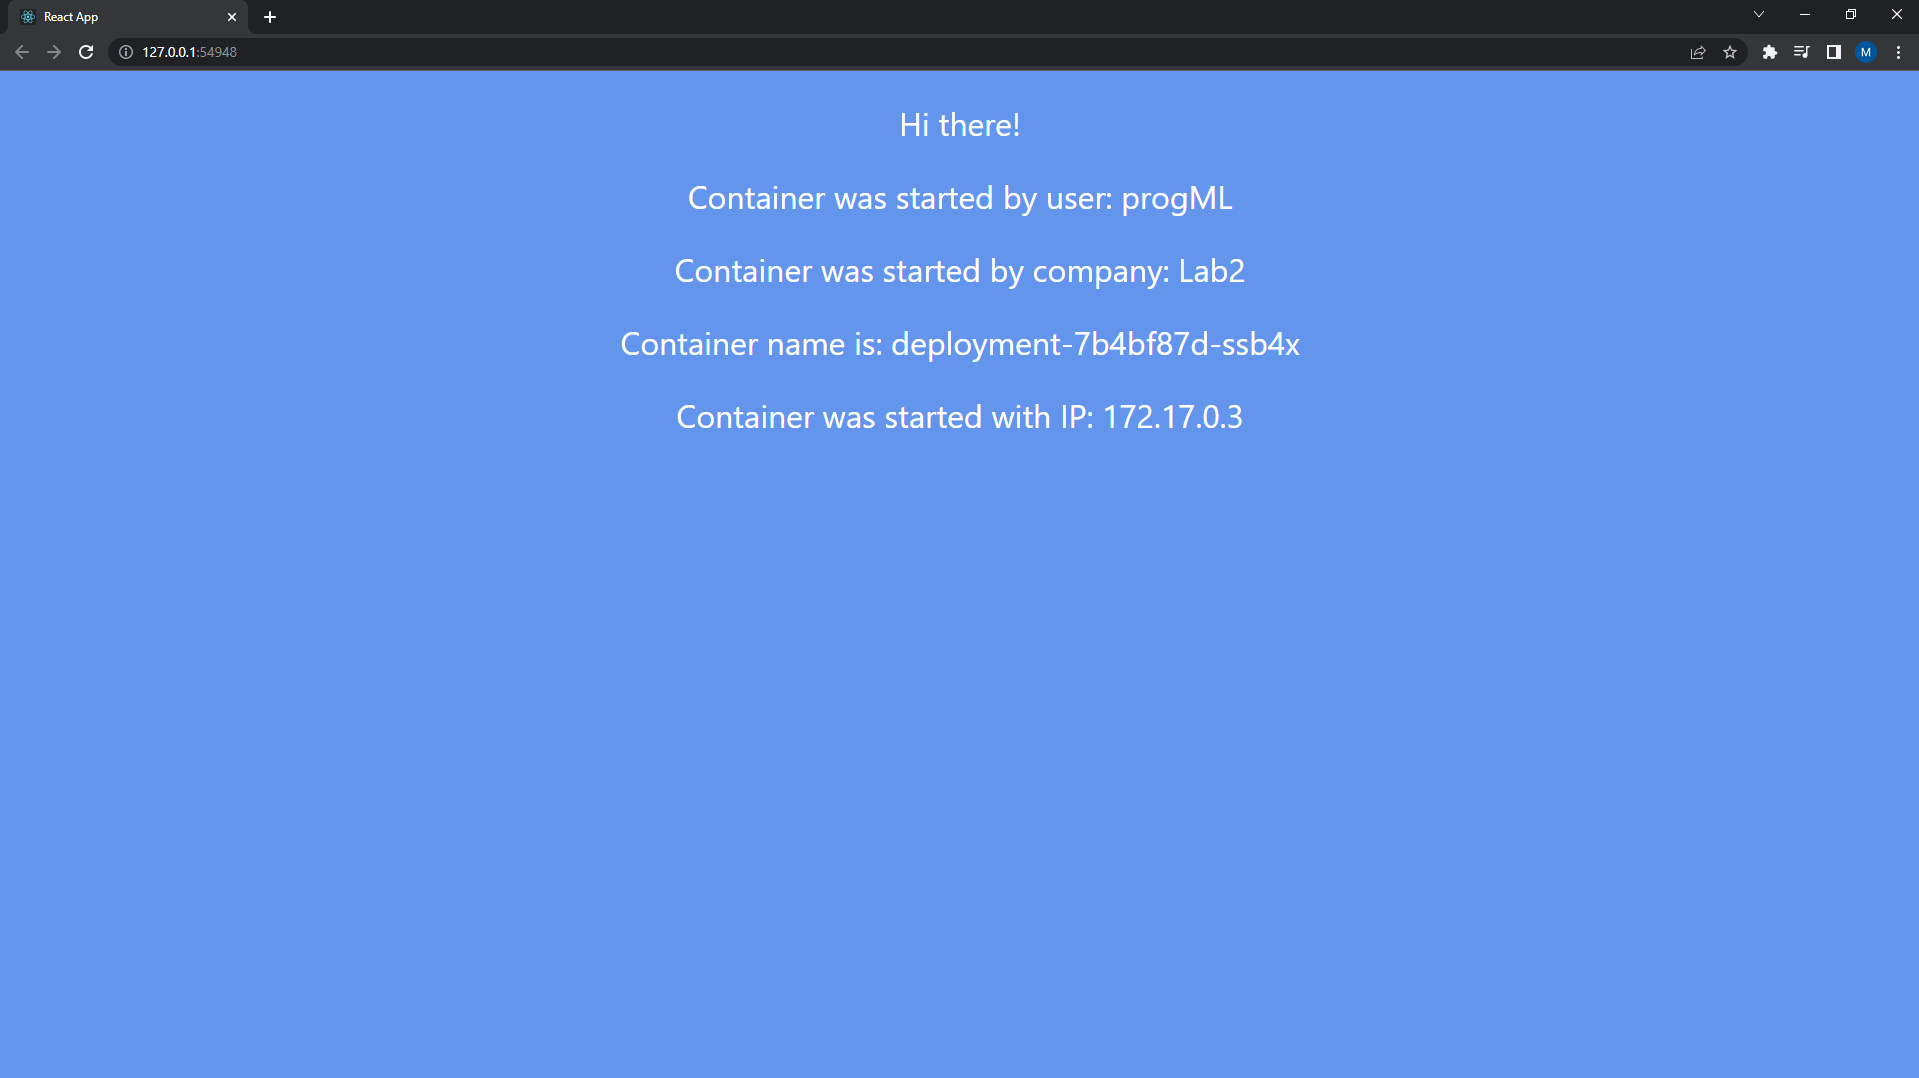 React App
127.0.0.1:54948
M
Hi there!
Container was started by user: progML
Container was started by company: Lab2
Container name is: deployment-7b4bf87d-ssb4x
Container was started with IP: 172.17.0.3